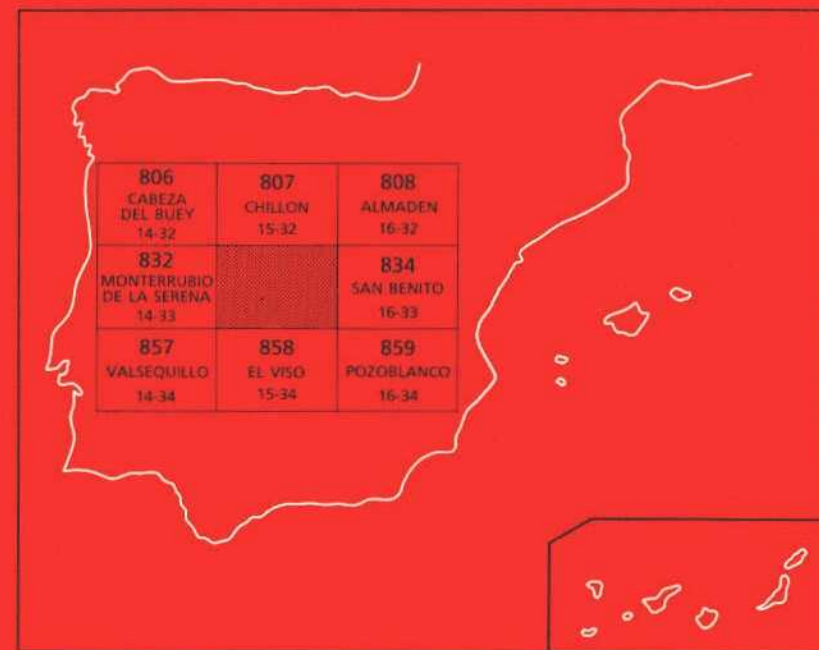 806
CABEZA
DEL BUEY
14-32
807
CHILLON
15-32
808
ALMADEN
16-32
832
MONTERRUBIO
DE LA SERENA
14-33
834
SAN BENITO
16-33
857
VALSEQUILLO
14-34
858
EL VISO
15-34
859
POZOBLANCO
16-34